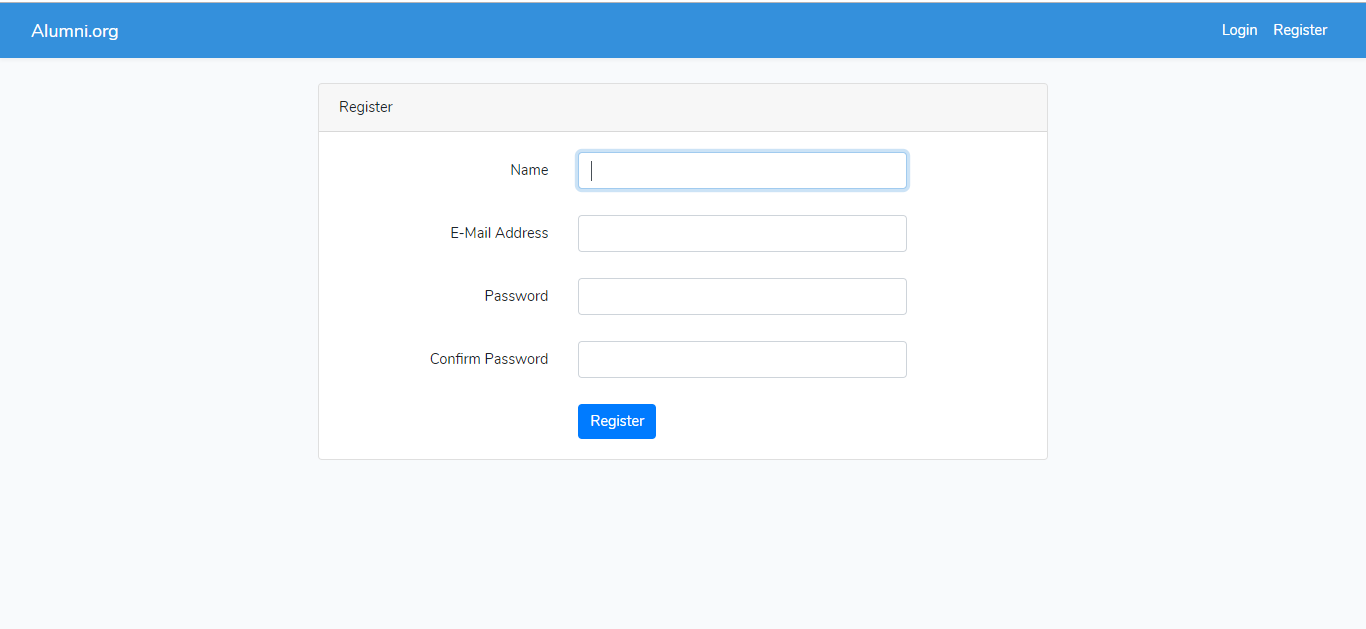 Alumni.org
Login Register
Register
Name
E-Mail Address
Password
Confirm Password
Register